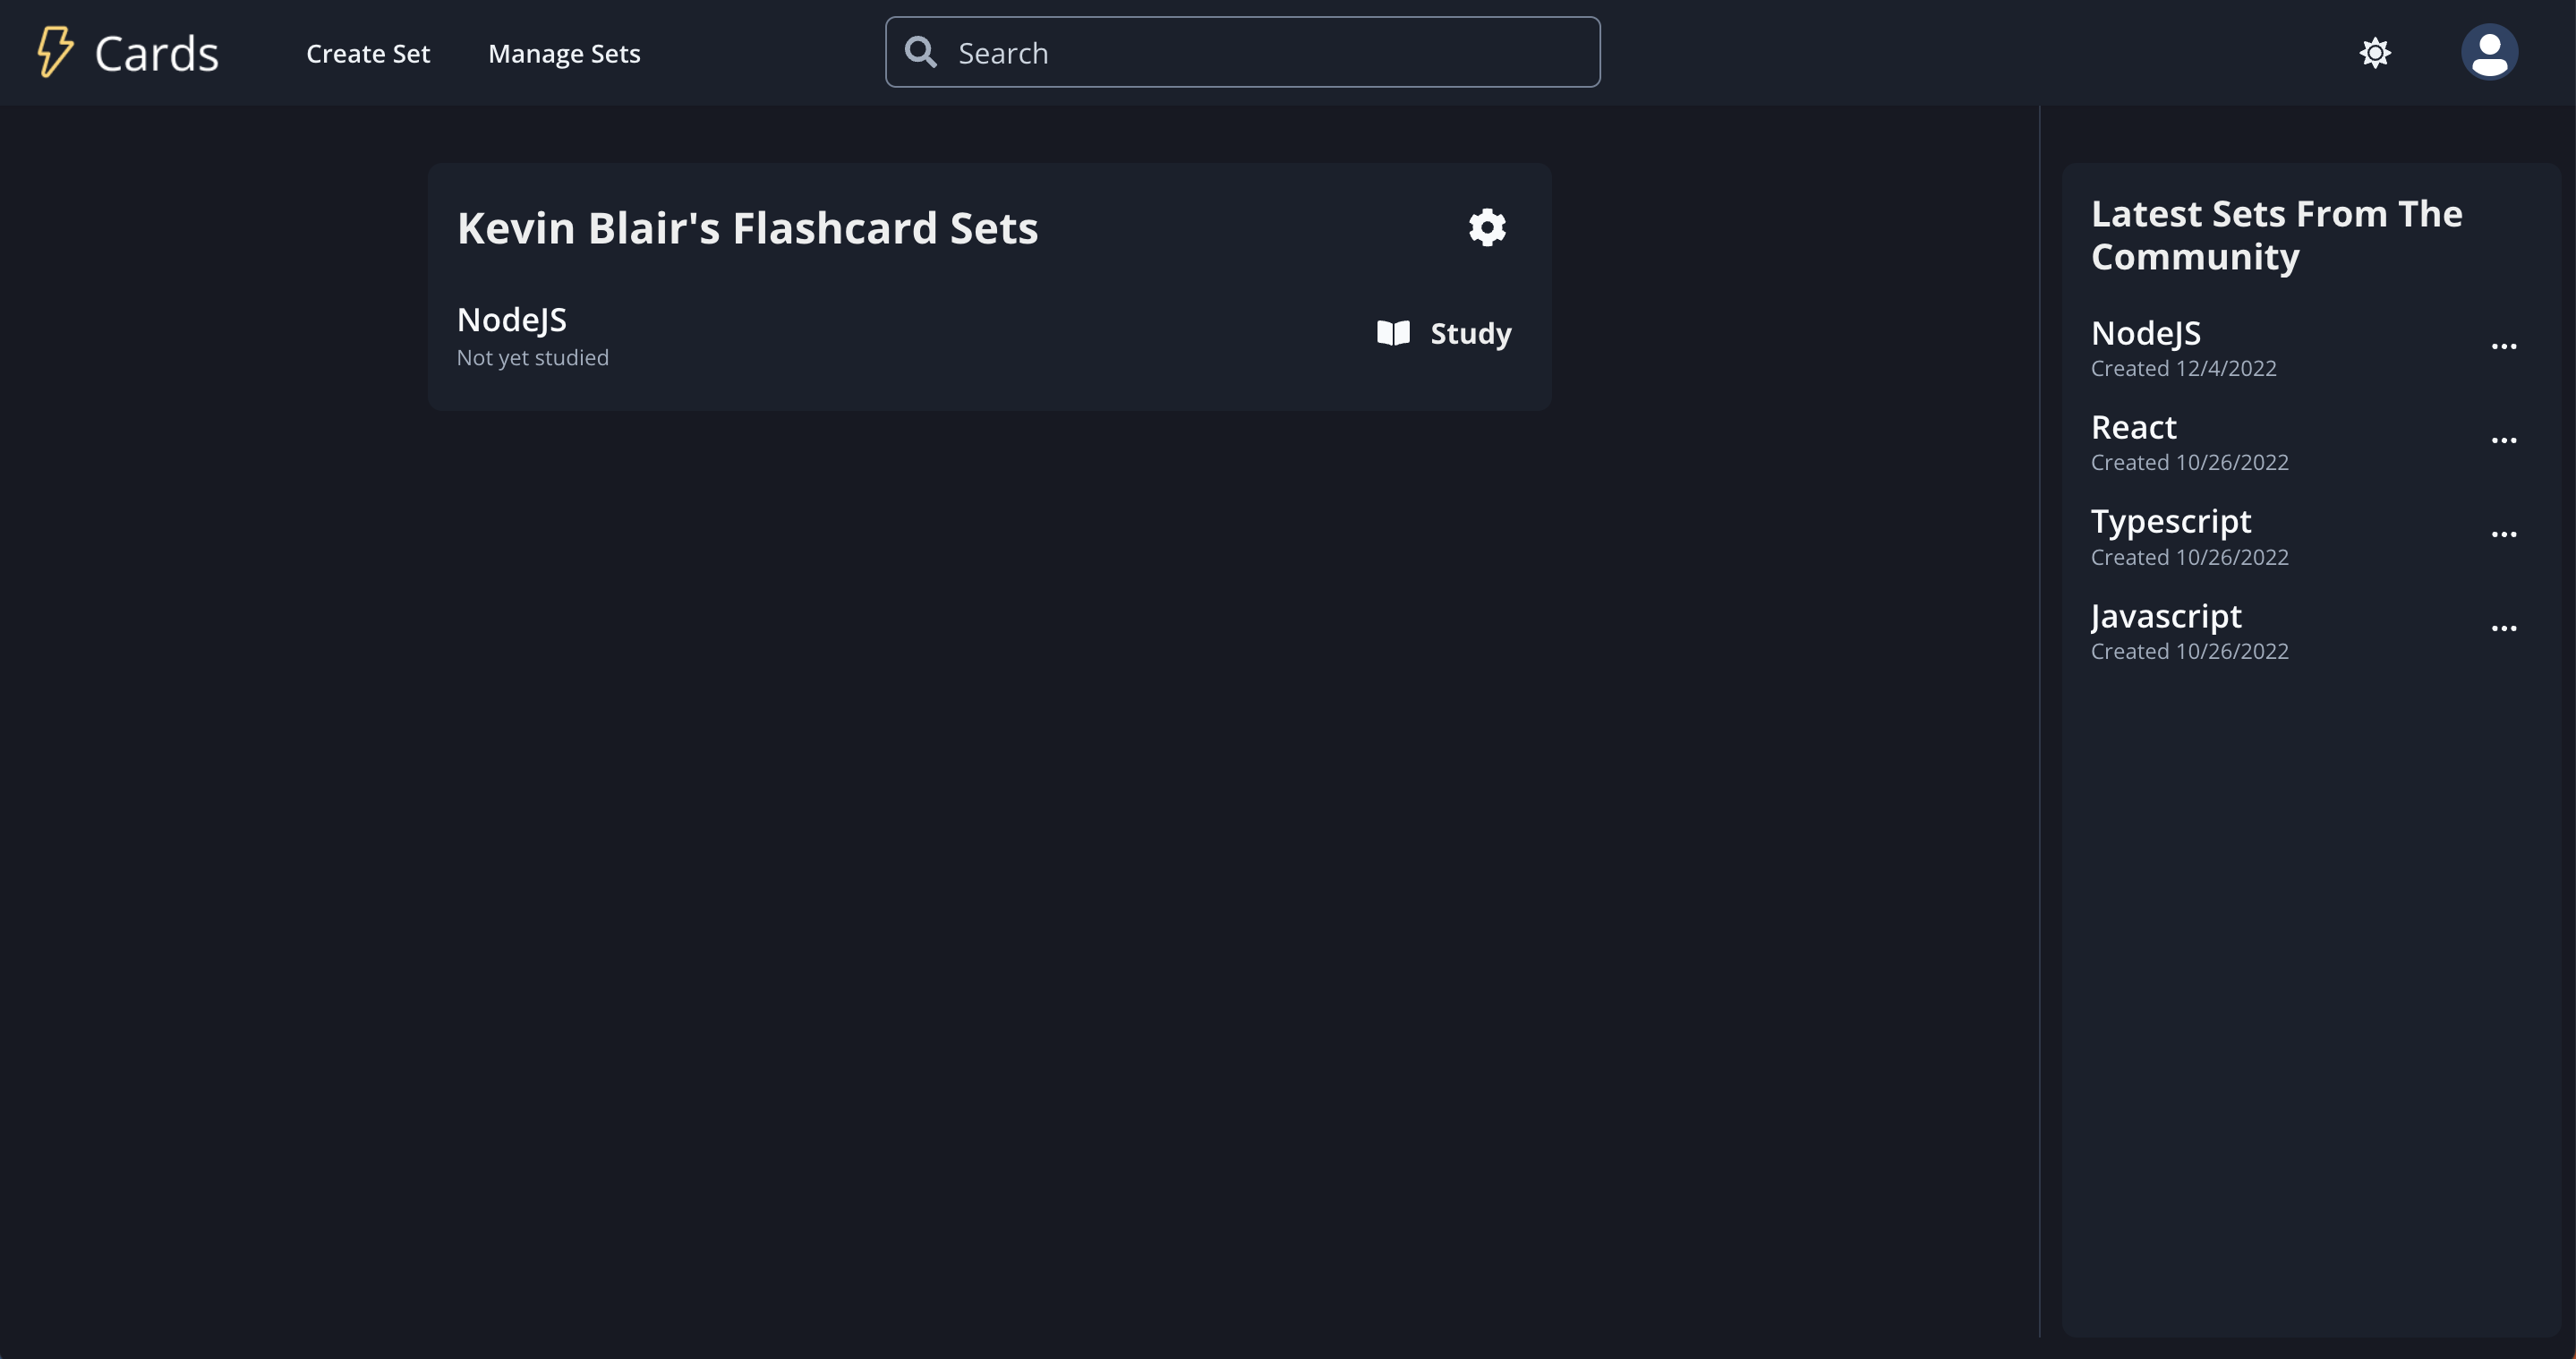 Cards
Create Set
Manage Sets
Search
Kevin Blair's Flashcard Sets
NodeJS
Not yet studied
Study
Latest Sets From The
Community
NodeJS
Created 12/4/2022
...
React
Created 10/26/2022
...
Typescript
Created 10/26/2022
...
Javascript
Created 10/26/2022
...